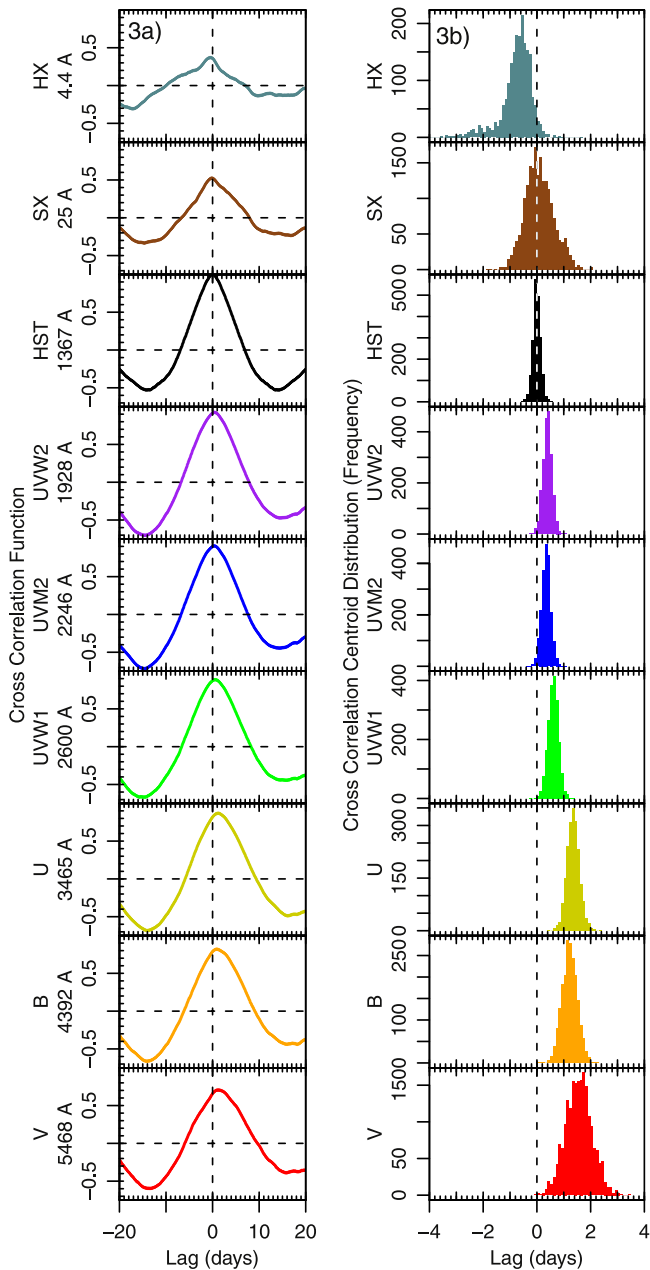 3a)
3b)
Cross Correlation Function
HX
4.4 A
−0.5 0.5
SX
25 A
−0.5 0.5
HST
1367 A
−0.5 0.5
UVW2
1928 A
−0.5 0.5
UVM2
2246 A
−0.5 0.5
UVW1
2600 A
−0.5 0.5
U
3465 A
−0.5 0.5
B
4392 A
−0.5 0.5
V
5468 A
−0.5 0.5
−20 −10 0 10 20
Lag (days)
Cross Correlation Centroid Distribution (Frequency)
HX
0 100 200
SX
0 50 150
HST
0 200 500
UVW2
0 200 400
UVM2
0 200 400
UVW1
0 200 400
U
0 150 300
B
0 100 2500
V
0 50 1500
−4 −2 0 2 4
Lag (days)